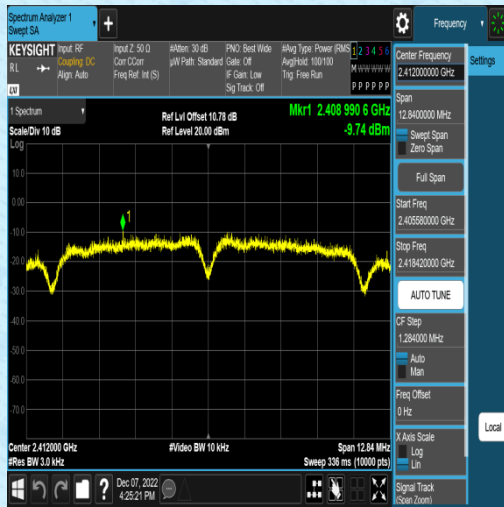 Spectrum Analyzer 1
Swept SA
+
Frequency
KEYSIGHT
Input: RF
Input Z: 50 Ω
#Atten: 30 dB
PNO: Best Wide
#Avg Type: Power (RMS
1 2 3 4 5 6
RL
Coupling: DC
Corr CCorr
µW Path: Standard
Gate: Off
Avg|Hold: 100/100
M W W W W W
Align: Auto
Freq Ref: Int (S)
IF Gain: Low
Trig: Free Run
Sig Track: Off
P P P P P P
1 Spectrum
Ref Lvl Offset 10.78 dB
Mkr1 2.408 990 6 GHz
Scale/Div 10 dB
Ref Level 20.00 dBm
-9.74 dBm
Log
10.0
0.00
1
-10.0
-20.0
-30.0
-40.0
-50.0
-60.0
-70.0
Center 2.412000 GHz
#Video BW 10 kHz
Span 12.84 MHz
#Res BW 3.0 kHz
Sweep 336 ms (10000 pts)
Dec 07, 2022
4:25:21 PM
?
Center Frequency
2.412000000 GHz
Settings
Span
12.8400000 MHz
Swept Span
Zero Span
Full Span
Start Freq
2.405580000 GHz
Stop Freq
2.418420000 GHz
AUTO TUNE
CF Step
1.284000 MHz
Auto
Man
Freq Offset
0 Hz
X Axis Scale
Log
Lin
Local
Signal Track
(Span Zoom)